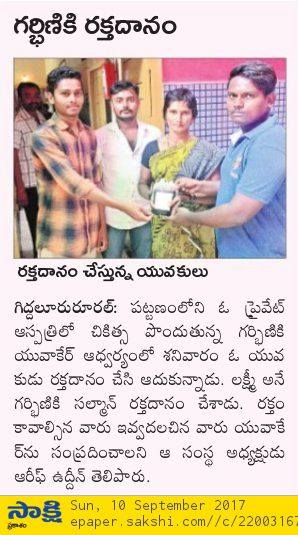 గర్భిణికి రక్తదానం
రక్తదానం చేస్తున్న యువకులు
గిద్దలూరురూరల్: పట్టణంలోని ఓ ప్రైవేట్
ఆస్పత్రిలో చికిత్స పొందుతున్న గర్భిణికి
యువాకేర్ ఆధ్వర్యంలో శనివారం ఓ యువ
కుడు రక్తదానం చేసి ఆదుకున్నాడు. లక్ష్మీ అనే
గర్భిణికి సల్మాన్ రక్తదానం చేశాడు. రక్తం
కావాల్సిన వారు ఇవ్వదలచిన వారు యువాకే
ర్‌ను సంప్రదించాలని ఆ సంస్థ అధ్యక్షుడు
ఆరీఫ్ ఉద్దీన్ తెలిపారు.
సాక్షి
ప్రకాశం
Sun, 10 September 2017
epaper.sakshi.com//c/22003167